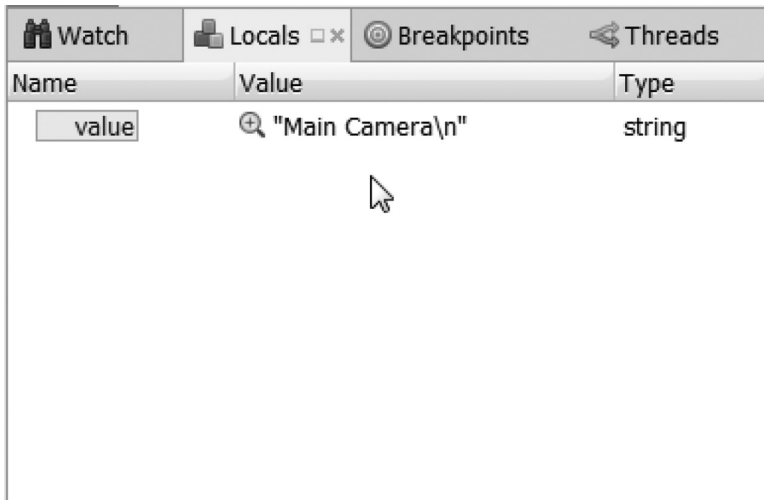 Watch Locals Breakpoints Threads
Name Value Type
value "Main Camera\n" string